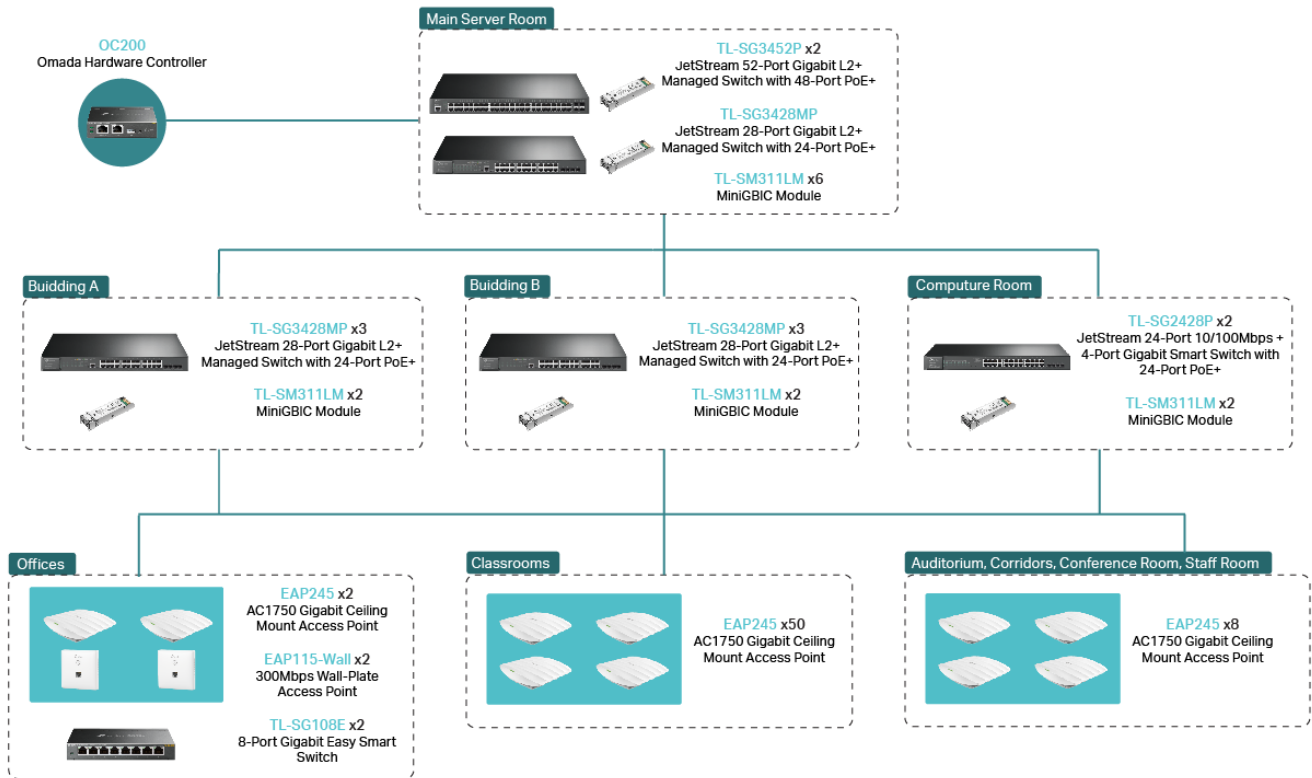 Main Server Room
OC200
Omada Hardware Controller
TL-SG3452P x2
JetStream 52-Port Gigabit L2+
Managed Switch with 48-Port PoE+
TL-SG3428MP
JetStream 28-Port Gigabit L2+
Managed Switch with 24-Port PoE+
TL-SM311LM x6
MiniGBIC Module
Buidding A
TL-SG3428MP x3
JetStream 28-Port Gigabit L2+
Managed Switch with 24-Port PoE+
TL-SM311LM x2
MiniGBIC Module
Buidding B
TL-SG3428MP x3
JetStream 28-Port Gigabit L2+
Managed Switch with 24-Port PoE+
TL-SM311LM x2
MiniGBIC Module
Computure Room
TL-SG2428P x2
JetStream 24-Port 10/100Mbps +
4-Port Gigabit Smart Switch with
24-Port PoE+
TL-SM311LM x2
MiniGBIC Module
Offices
EAP245 x2
AC1750 Gigabit Ceiling
Mount Access Point
EAP115-Wall x2
300Mbps Wall-Plate
Access Point
TL-SG108E x2
8-Port Gigabit Easy Smart
Switch
Classrooms
EAP245 x50
AC1750 Gigabit Ceiling
Mount Access Point
Auditorium, Corridors, Conference Room, Staff Room
EAP245 x8
AC1750 Gigabit Ceiling
Mount Access Point